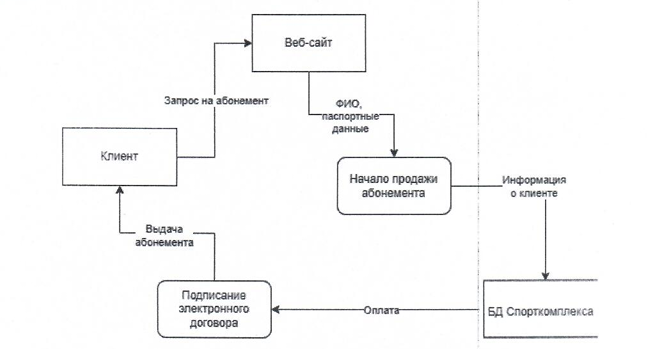 Веб-сайт
Запрос на абонемент
ФИО,
паспортные
данные
Клиент
Начало продажи
абонемента
Информация
о клиенте
Выдача
абонемента
Подписание
электронного
договора
Оплата
БД Спорткомплекса